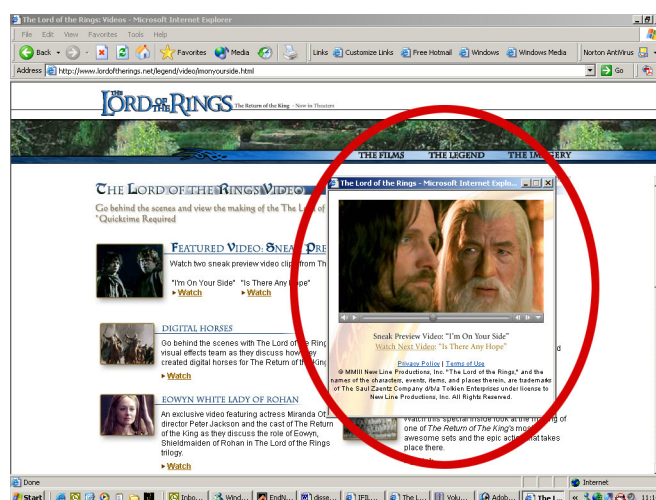 The Lord of the Rings: Videos - Microsoft Internet Explorer
File Edit View Favorites Tools Help
Back Search Favorites Media Links Customize Links Free Hotmail Windows Windows Media Norton AntiVirus
Address http://www.lordoftherings.net/legend/video/imonyourside.html Go
THE LORD OF THE RINGS The Return of the King - Now in Theaters
THE FILMS THE LEGEND THE IMAGERY
THE LORD OF THE RINGS VIDEO
Go behind the scenes and view the making of The Lord of
*Quicktime Required
FEATURED VIDEO: SNEAK PRE
Watch two sneak preview video clips from Th
"I'm On Your Side" "Is There Any Hope"
Watch Watch
DIGITAL HORSES
Go behind the scenes with The Lord of the Ring
visual effects team as they discuss how they
created digital horses for The Return of the King
Watch
EOWYN WHITE LADY OF ROHAN
An exclusive video featuring actress Miranda Ot
director Peter Jackson and the cast of The Return
of the King as they discuss the role of Eowyn,
Shieldmaiden of Rohan in The Lord of the Rings
trilogy.
Watch
The Lord of the Rings - Microsoft Internet Explo...
Sneak Preview Video: "I'm On Your Side"
Watch Next Video: "Is There Any Hope"
Privacy Policy | Terms of Use
© MMIII New Line Productions, Inc. "The Lord of the Rings," and the
names of the characters, events, items, and places therein, are trademarks
of The Saul Zaentz Company d/b/a Tolkien Enterprises under license to
New Line Productions, Inc. All Rights Reserved.
Watch this special inside look at the making of
one of The Return of The King's most
awesome sets and the epic action that takes
place there.
Done Internet
Start Inbo... Wind... EndN... disse... IFIL... The L... Volu... Adob... The L...